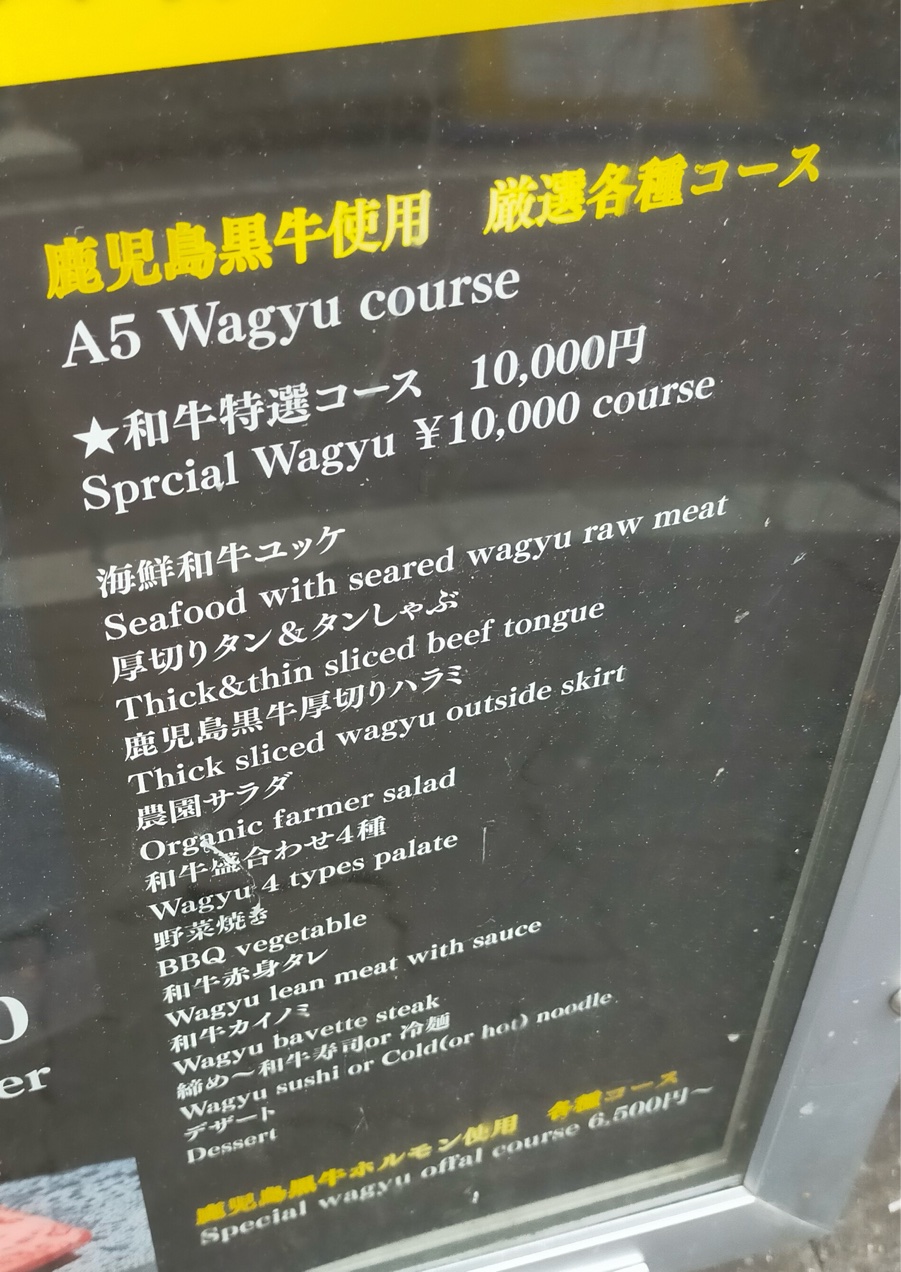 鹿児島黒牛使用 厳選各種コース
A5 Wagyu course
★和牛特選コース 10,000円
Sprcial Wagyu ¥10,000 course
海鮮和牛ユッケ
Seafood with seared wagyu raw meat
厚切りタン&タンしゃぶ
Thick&thin sliced beef tongue
鹿児島黒牛厚切りハラミ
Thick sliced wagyu outside skirt
農園サラダ
Organic farmer salad
和牛盛合わせ4種
Wagyu 4 types palate
野菜焼き
BBQ vegetable
和牛赤身タレ
Wagyu lean meat with sauce
和牛カイノミ
Wagyu bavette steak
締め〜和牛寿司or 冷麺
Wagyu sushi or Cold(or hot) noodle
デザート
Dessert
鹿児島黒牛ホルモン使用 各種コース
Special wagyu offal course 6,500円〜
0
er